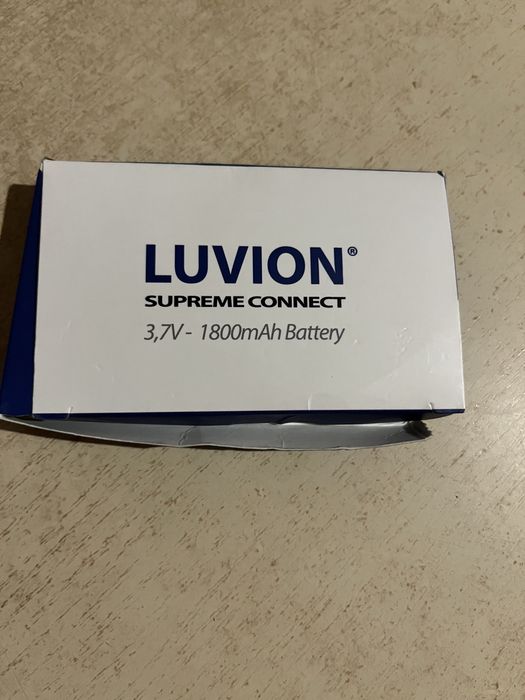 LUVION®
SUPREME CONNECT
3,7V - 1800mAh Battery